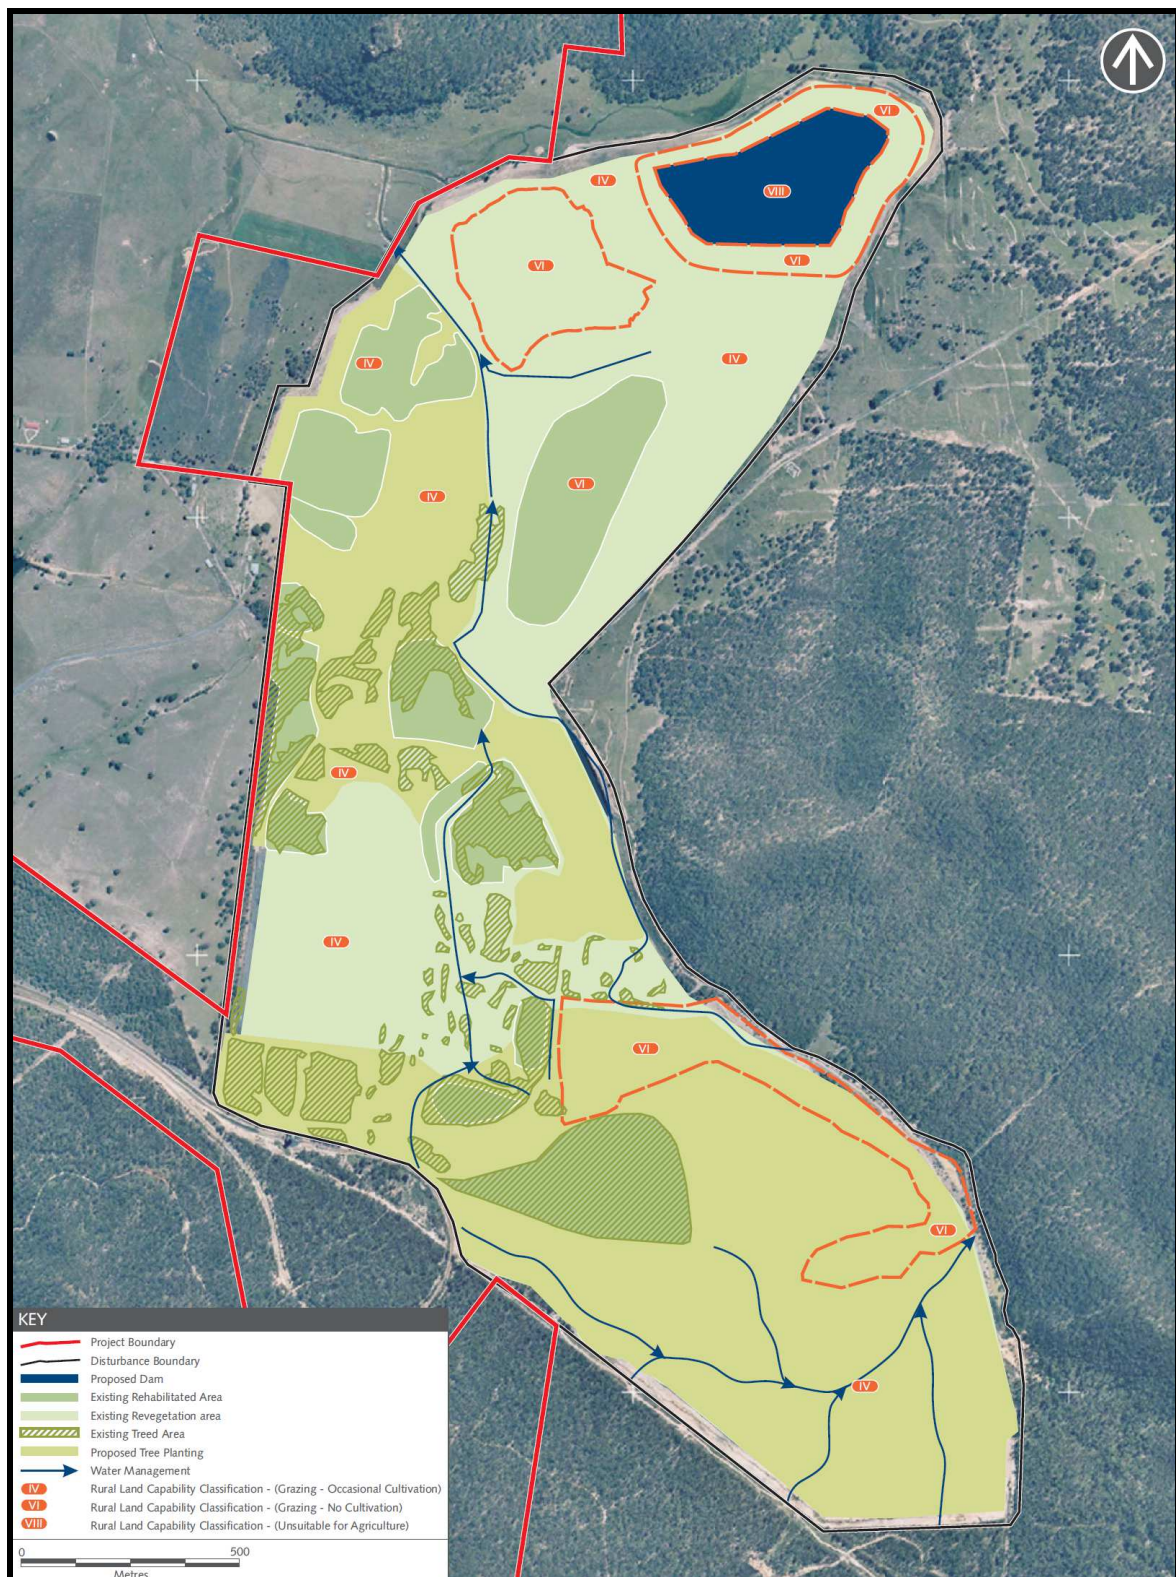 VI
IV
VIII
VI
VI
IV
IV
VI
IV
IV
IV
VI
VI
IV
KEY
Project Boundary
Disturbance Boundary
Proposed Dam
Existing Rehabilitated Area
Existing Revegetation area
Existing Treed Area
Proposed Tree Planting
Water Management
IV Rural Land Capability Classification - (Grazing - Occasional Cultivation)
VI Rural Land Capability Classification - (Grazing - No Cultivation)
VIII Rural Land Capability Classification - (Unsuitable for Agriculture)
0 500
Metres